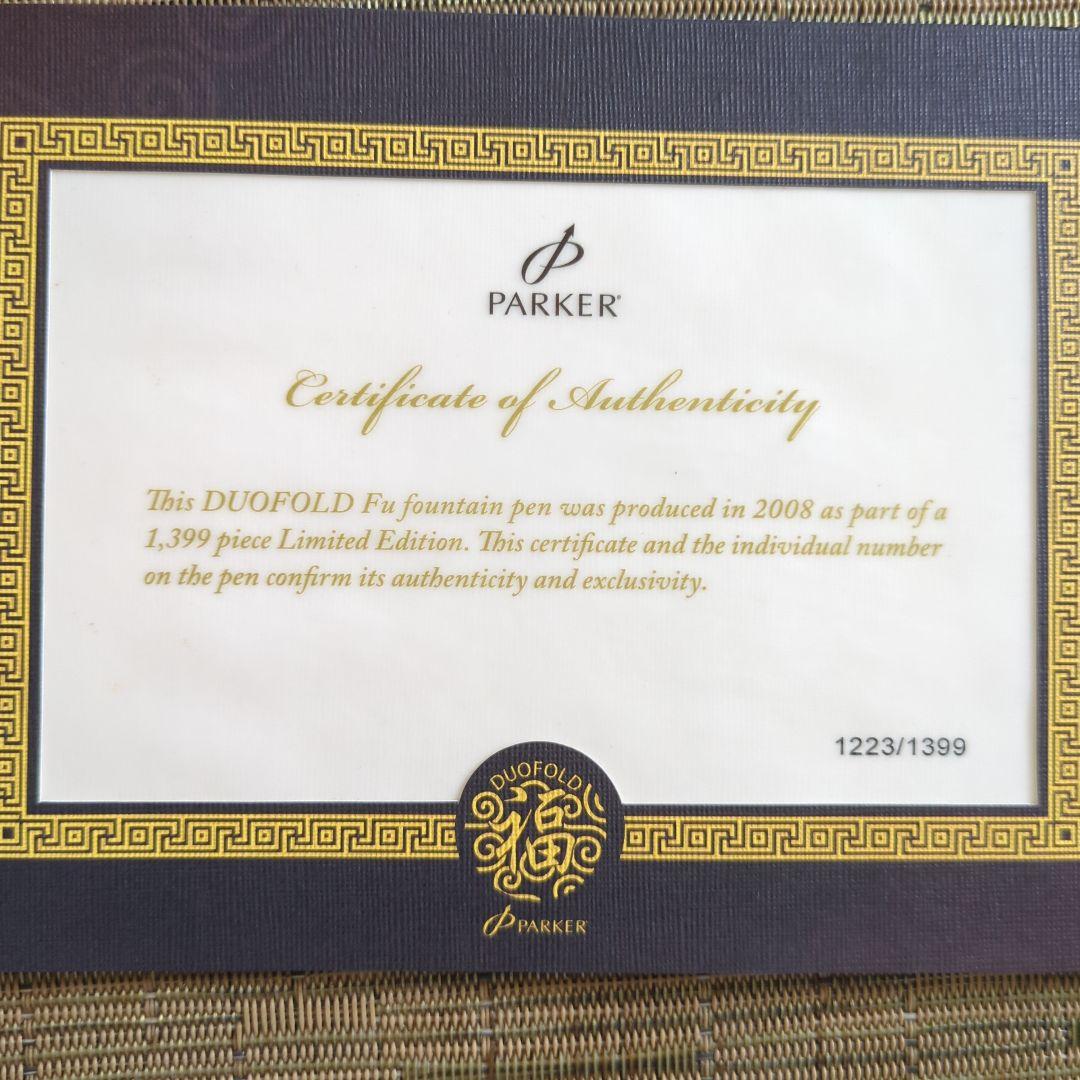 PARKER
Certificate of Authenticity
This DUOFOLD Fu fountain pen was produced in 2008 as part of a
1,399 piece Limited Edition. This certificate and the individual number
on the pen confirm its authenticity and exclusivity.
1223/1399
DUOFOLD
福
PARKER